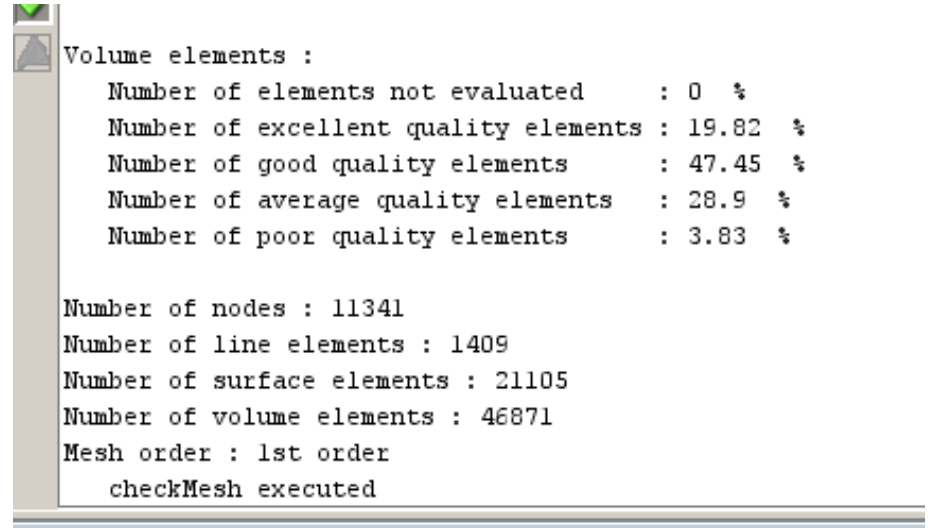 Volume elements :
Number of elements not evaluated : 0 %
Number of excellent quality elements : 19.82 %
Number of good quality elements : 47.45 %
Number of average quality elements : 28.9 %
Number of poor quality elements : 3.83 %
Number of nodes : 11341
Number of line elements : 1409
Number of surface elements : 21105
Number of volume elements : 46871
Mesh order : 1st order
checkMesh executed